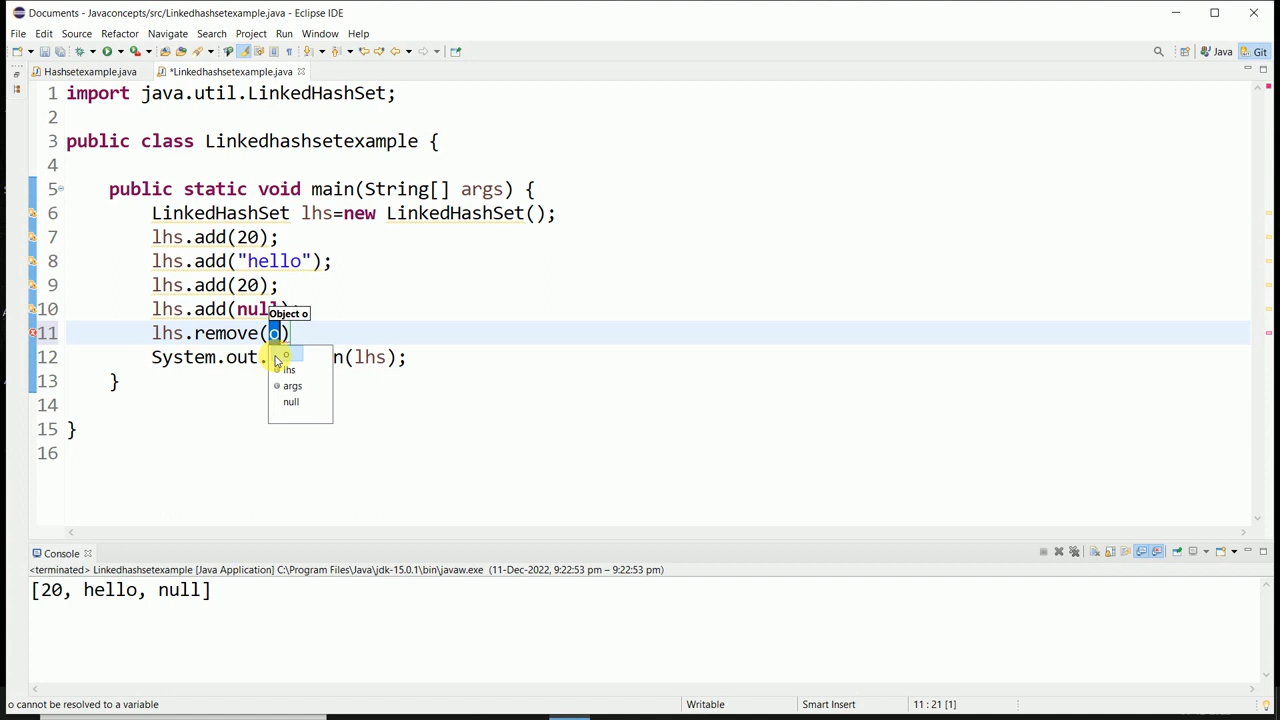 Documents - Javaconcepts/src/Linkedhashsetexample.java - Eclipse IDE
File Edit Source Refactor Navigate Search Project Run Window Help
Java Git
Hashsetexample.java *Linkedhashsetexample.java
1 import java.util.LinkedHashSet;
2
3 public class Linkedhashsetexample {
4
5 public static void main(String[] args) {
6 LinkedHashSet lhs=new LinkedHashSet();
7 lhs.add(20);
8 lhs.add("hello");
9 lhs.add(20);
10 lhs.add(null);
Object o
11 lhs.remove(o)
12 System.out. n(lhs);
o
lhs
13 }
args
null
14
15 }
16
Console
<terminated> Linkedhashsetexample [Java Application] C:\Program Files\Java\jdk-15.0.1\bin\javaw.exe (11-Dec-2022, 9:22:53 pm – 9:22:53 pm)
[20, hello, null]
o cannot be resolved to a variable Writable Smart Insert 11 : 21 [1]